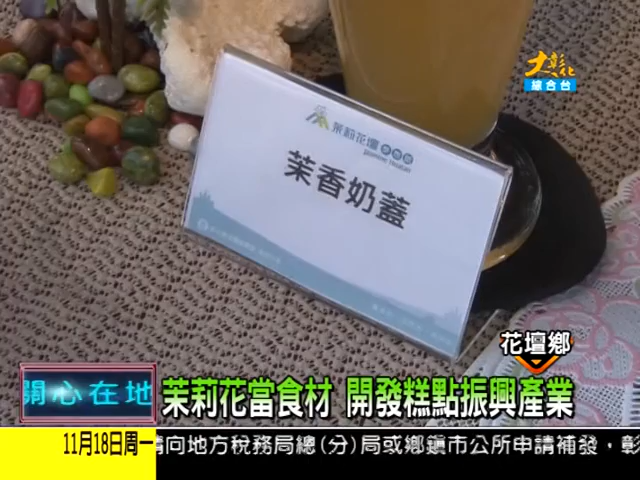 大彰化
綜合台
茉莉花壇
Jasmine Huatan
茉香奶蓋
花壇鄉
關心在地
茉莉花當食材 開發糕點振興產業
11月18日周一
請向地方稅務局總(分)局或鄉鎮市公所申請補發，彰